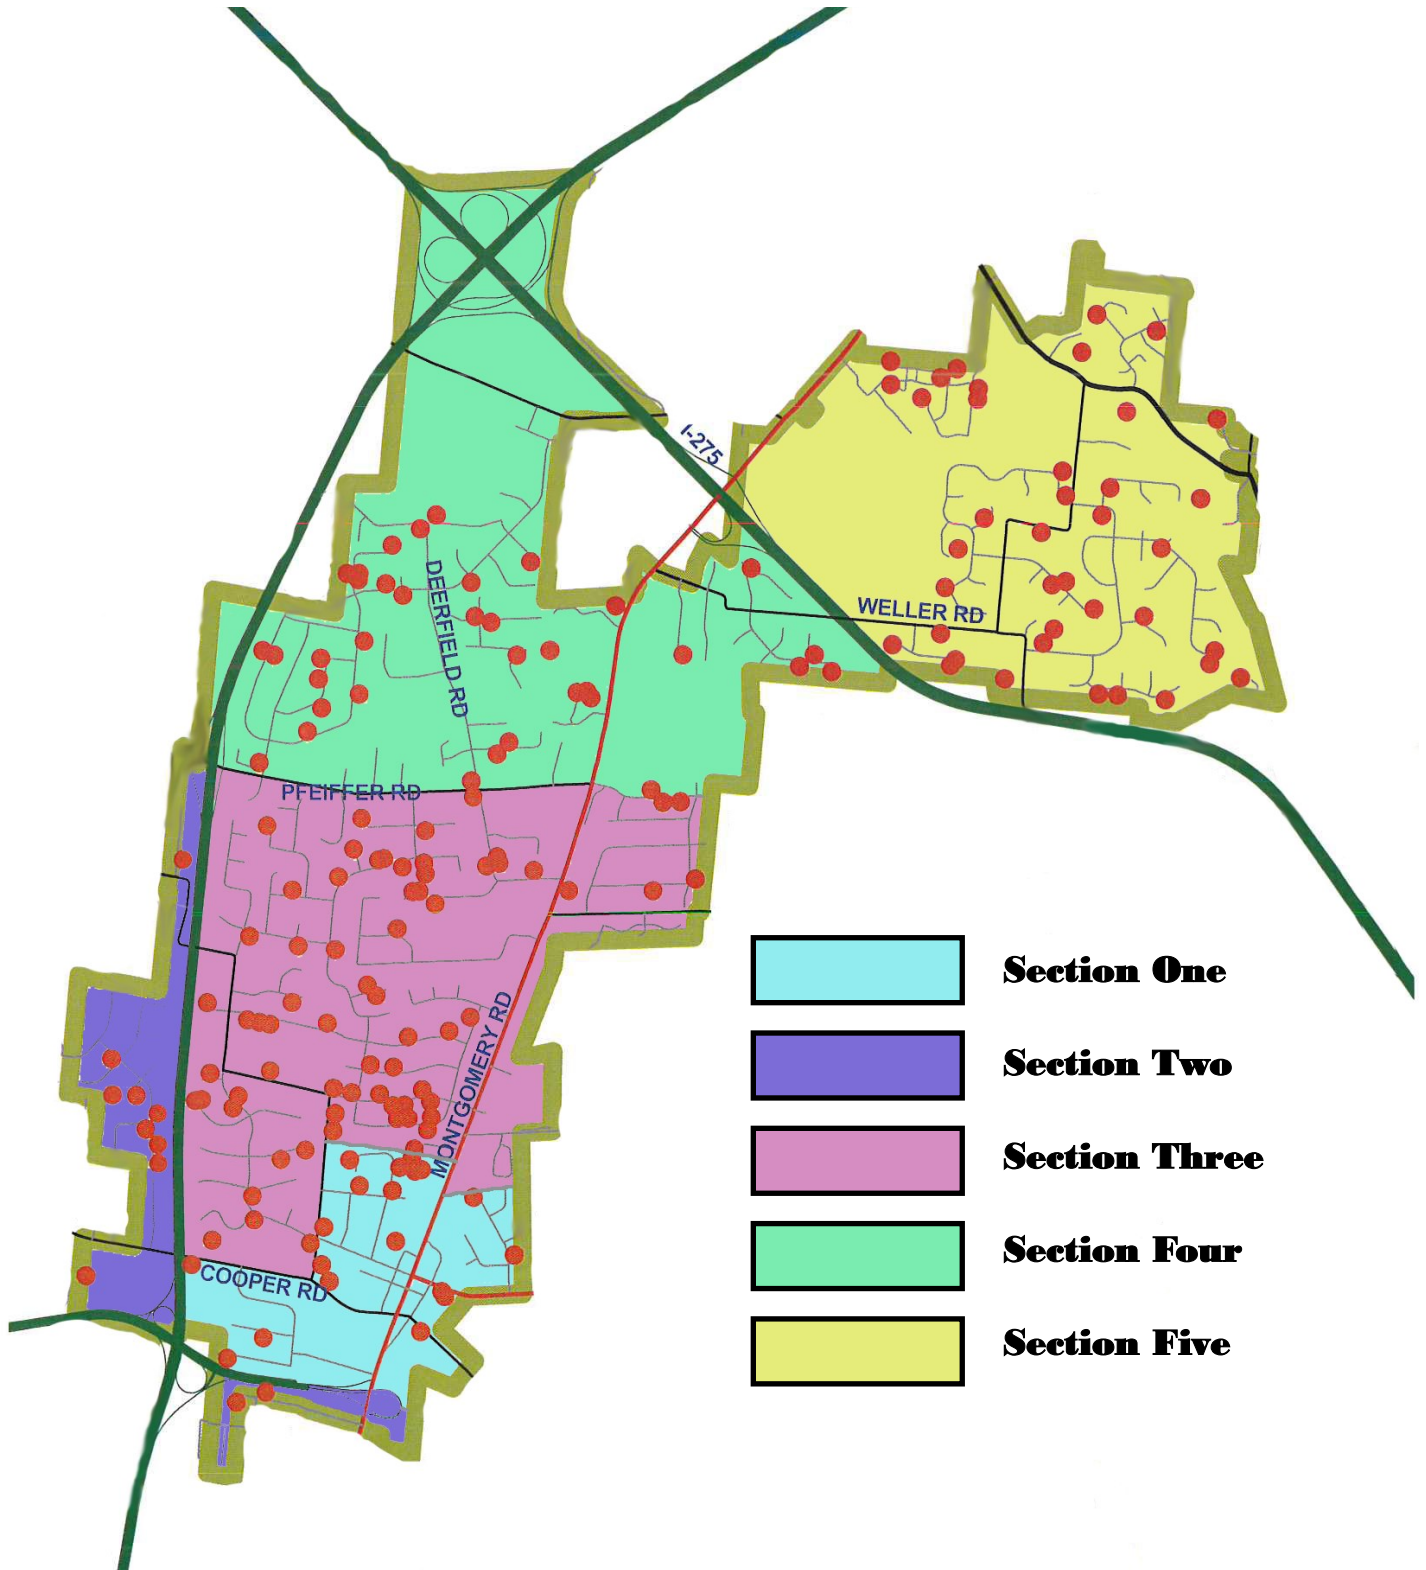 I-275
DEERFIELD RD
WELLER RD
PFEIFFER RD
MONTGOMERY RD
COOPER RD
Section One
Section Two
Section Three
Section Four
Section Five